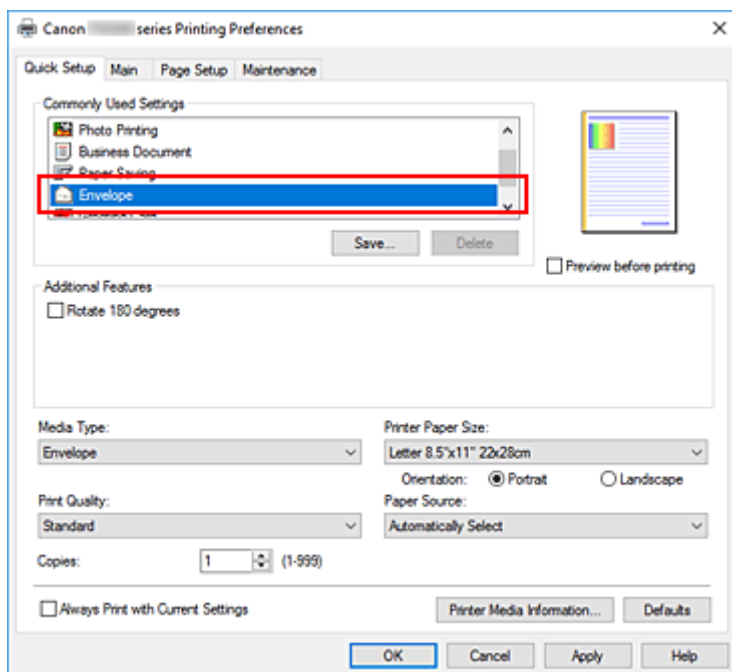 Canon series Printing Preferences
Quick Setup Main Page Setup Maintenance
Commonly Used Settings
Photo Printing
Business Document
Paper Saving
Envelope
Save... Delete
Preview before printing
Additional Features
Rotate 180 degrees
Media Type:
Envelope
Printer Paper Size:
Letter 8.5"x11" 22x28cm
Orientation: Portrait Landscape
Print Quality:
Standard
Paper Source:
Automatically Select
Copies: 1 (1-999)
Always Print with Current Settings
Printer Media Information... Defaults
OK Cancel Apply Help